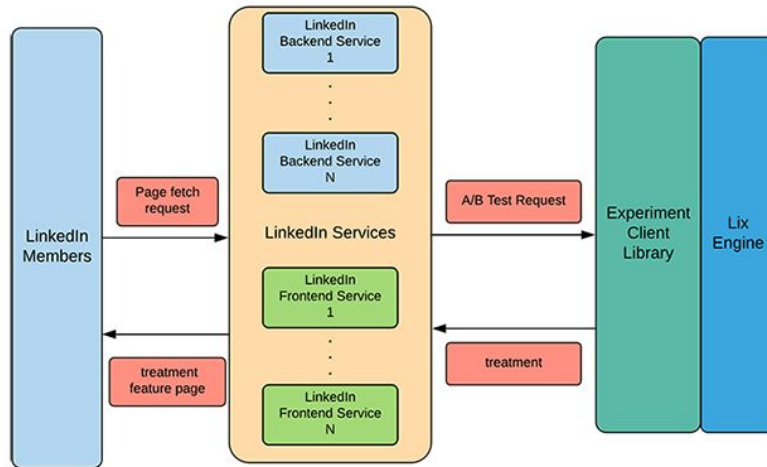 LinkedIn
Backend Service
1
LinkedIn
Backend Service
N
Page fetch
request
A/B Test Request
LinkedIn
Members
LinkedIn Services
Experiment
Client
Library
Lix
Engine
LinkedIn
Frontend Service
1
treatment
feature page
treatment
LinkedIn
Frontend Service
N